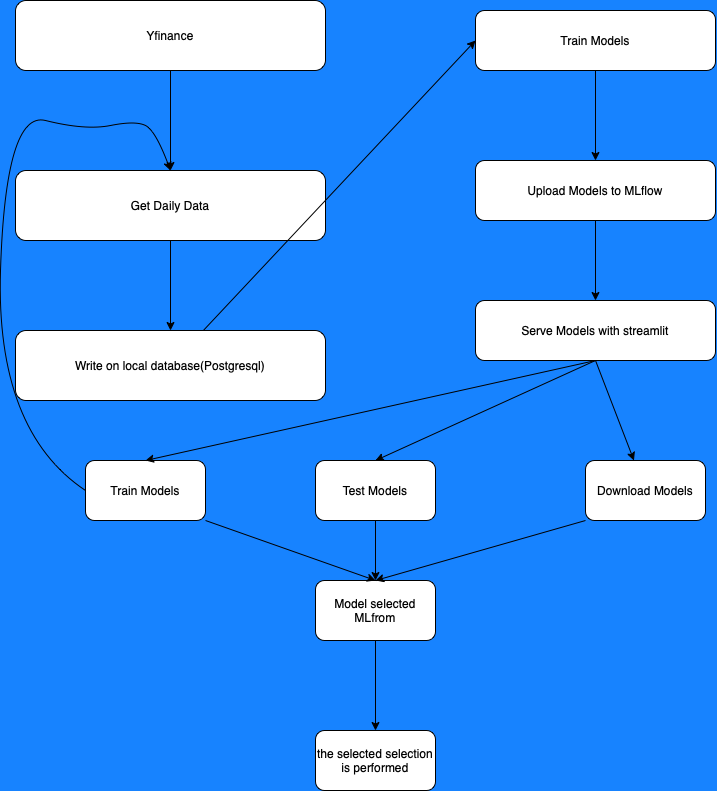 Yfinance
Train Models
Get Daily Data
Upload Models to MLflow
Write on local database(Postgresql)
Serve Models with streamlit
Train Models
Test Models
Download Models
Model selected
MLfrom
the selected selection
is performed